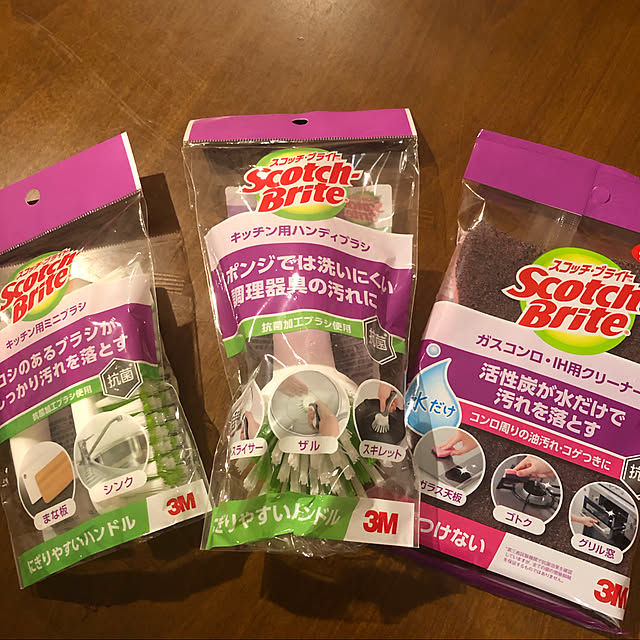 スコッチ・ブライト
Scotch-
Brite
キッチン用ミニブラシ
コシのあるブラシが
しっかり汚れを落とす
抗菌加工ブラシ使用
抗菌
まな板
シンク
にぎりやすいハンドル
3M
スコッチ・ブライト
Scotch-
Brite
キッチン用ハンディブラシ
ポンジでは洗いにくい
調理器具の汚れに
抗菌加工ブラシ使用
抗菌
スライサー
ザル
スキレット
にぎりやすいハンドル
3M
スコッチ・ブライト
Scotch-
Brite
ガスコンロ・IH用クリーナー
水だけ
活性炭が水だけで
汚れを落とす
コンロ周りの油汚れ・コゲつきに
ガラス天板
ゴトク
グリル窓
つけない
3M